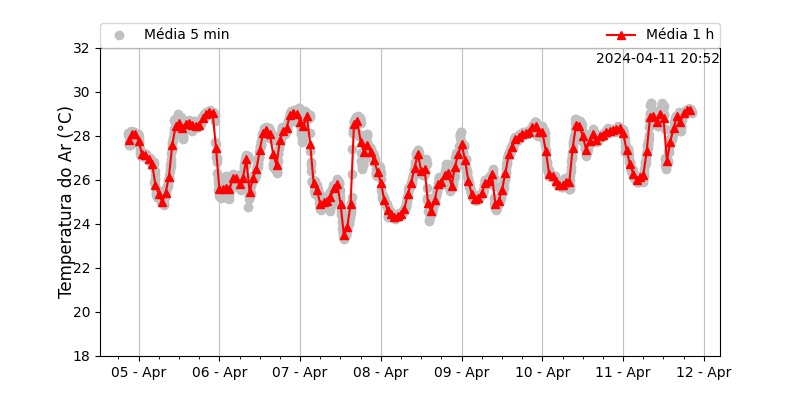 Média 5 min
Média 1 h
2024-04-11 20:52
Temperatura do Ar (°C)
32
30
28
26
24
22
20
18
05 - Apr
06 - Apr
07 - Apr
08 - Apr
09 - Apr
10 - Apr
11 - Apr
12 - Apr